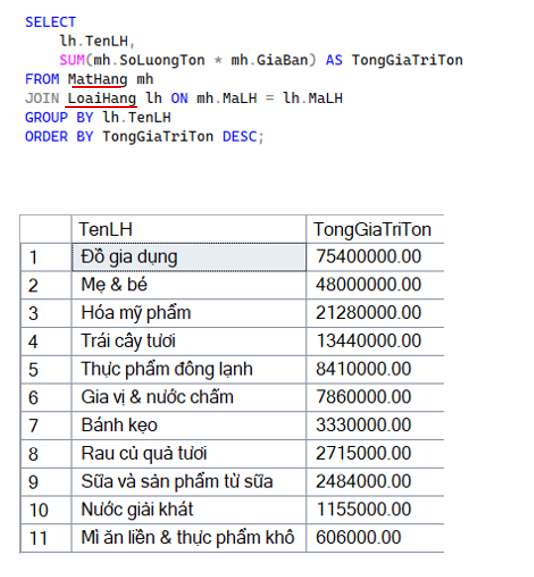 SELECT
lh.TenLH,
SUM(mh.SoLuongTon * mh.GiaBan) AS TongGiaTriTon
FROM MatHang mh
JOIN LoaiHang lh ON mh.MaLH = lh.MaLH
GROUP BY lh.TenLH
ORDER BY TongGiaTriTon DESC;
TenLH TongGiaTriTon
1 Đồ gia dụng 75400000.00
2 Mẹ & bé 48000000.00
3 Hóa mỹ phẩm 21280000.00
4 Trái cây tươi 13440000.00
5 Thực phẩm đông lạnh 8410000.00
6 Gia vị & nước chấm 7860000.00
7 Bánh kẹo 3330000.00
8 Rau củ quả tươi 2715000.00
9 Sữa và sản phẩm từ sữa 2484000.00
10 Nước giải khát 1155000.00
11 Mì ăn liền & thực phẩm khô 606000.00